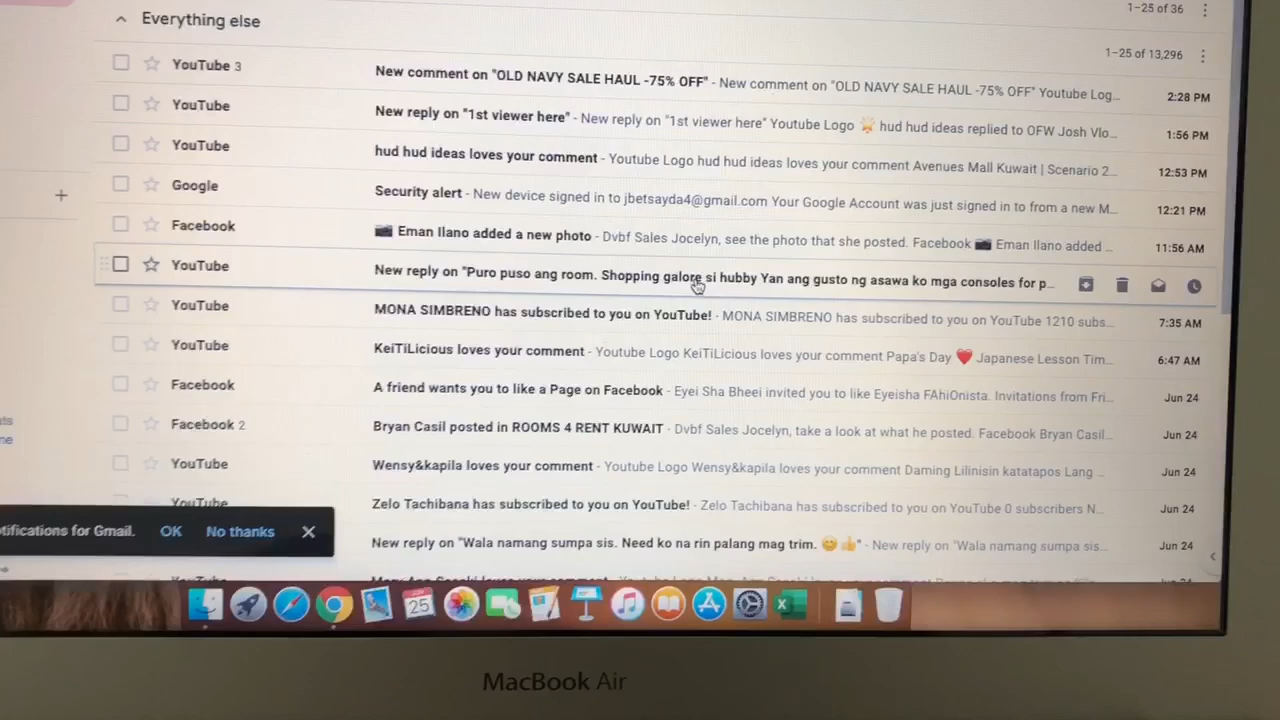 1–25 of 36
Everything else
1–25 of 13,296
YouTube 3 New comment on "OLD NAVY SALE HAUL -75% OFF" - New comment on "OLD NAVY SALE HAUL -75% OFF" Youtube Log... 2:28 PM
YouTube New reply on "1st viewer here" - New reply on "1st viewer here" Youtube Logo hud hud ideas replied to OFW Josh Vlo... 1:56 PM
YouTube hud hud ideas loves your comment - Youtube Logo hud hud ideas loves your comment Avenues Mall Kuwait | Scenario 2... 12:53 PM
Google Security alert - New device signed in to jbetsayda4@gmail.com Your Google Account was just signed in to from a new M... 12:21 PM
Facebook 📷 Eman Ilano added a new photo - Dvbf Sales Jocelyn, see the photo that she posted. Facebook 📷 Eman Ilano added ... 11:56 AM
YouTube New reply on "Puro puso ang room. Shopping galore si hubby Yan ang gusto ng asawa ko mga consoles for p...
YouTube MONA SIMBRENO has subscribed to you on YouTube! - MONA SIMBRENO has subscribed to you on YouTube 1210 subs... 7:35 AM
YouTube KeiTiLicious loves your comment - Youtube Logo KeiTiLicious loves your comment Papa's Day ❤️ Japanese Lesson Tim... 6:47 AM
Facebook A friend wants you to like a Page on Facebook - Eyei Sha Bheei invited you to like Eyeisha FAhiOnista. Invitations from Fri... Jun 24
Facebook 2 Bryan Casil posted in ROOMS 4 RENT KUWAIT - Dvbf Sales Jocelyn, take a look at what he posted. Facebook Bryan Casil... Jun 24
YouTube Wensy&kapila loves your comment - Youtube Logo Wensy&kapila loves your comment Daming Lilinisin katatapos Lang ... Jun 24
YouTube Zelo Tachibana has subscribed to you on YouTube! - Zelo Tachibana has subscribed to you on YouTube 0 subscribers N... Jun 24
New reply on "Wala namang sumpa sis. Need ko na rin palang mag trim. 😊👍" - New reply on "Wala namang sumpa sis... Jun 24
tifications for Gmail. OK No thanks
25
MacBook Air